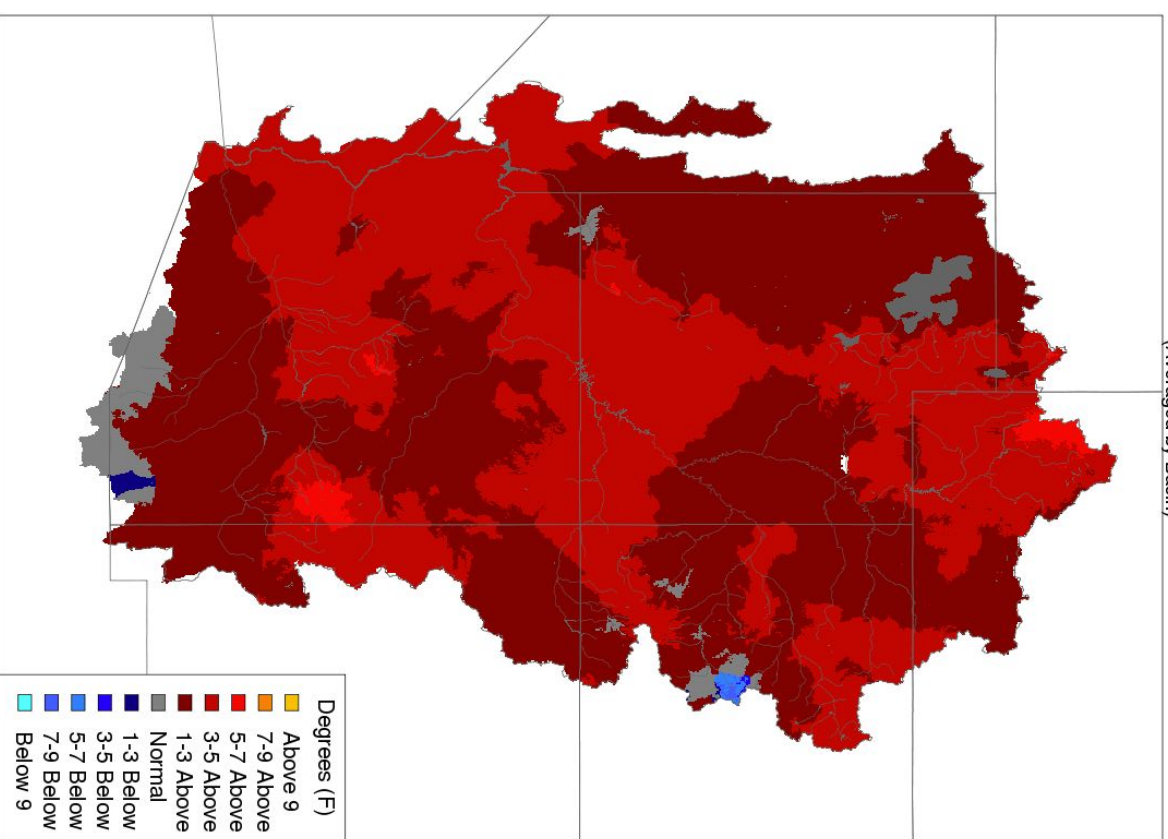 Degrees (F)
Above 9
7-9 Above
5-7 Above
3-5 Above
1-3 Above
Normal
1-3 Below
3-5 Below
5-7 Below
7-9 Below
Below 9